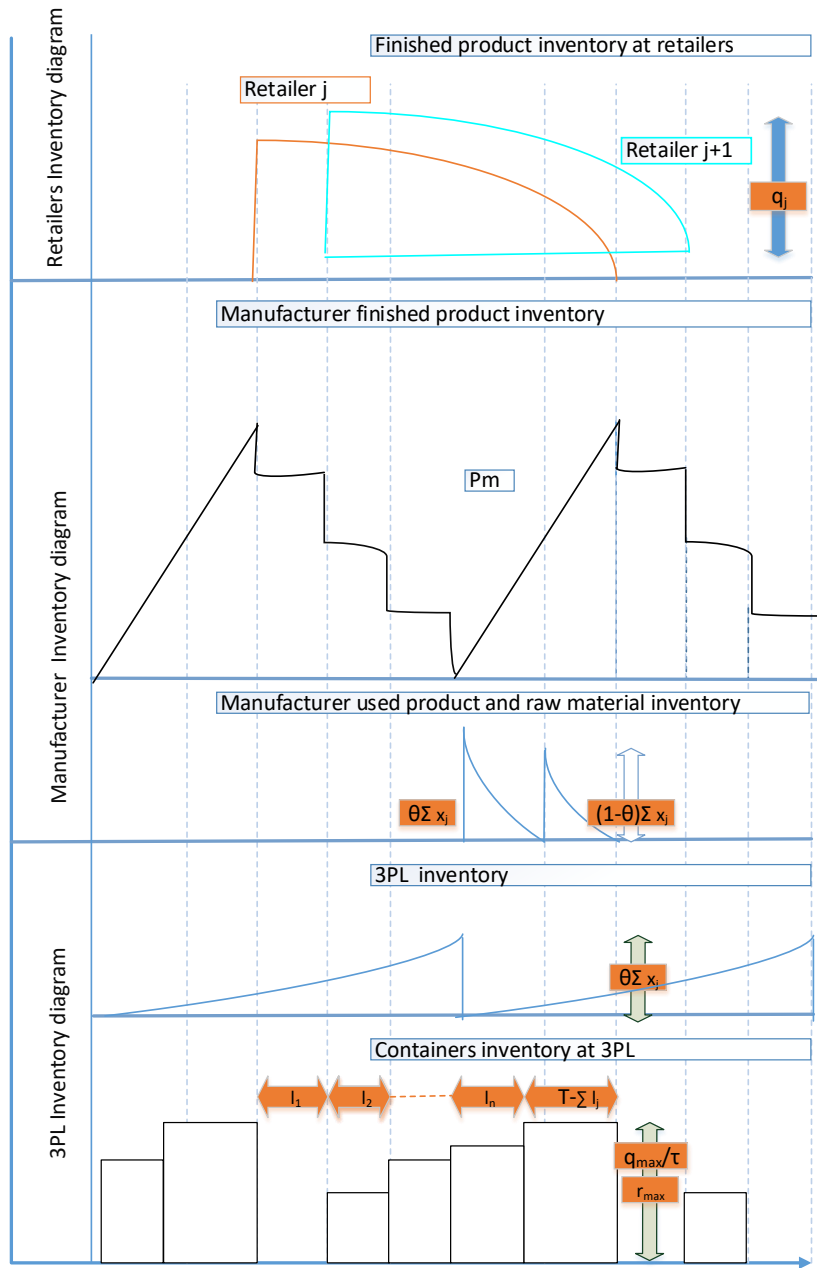 Retailers Inventory diagram
Finished product inventory at retailers
Retailer j
Retailer j+1
qj
Manufacturer Inventory diagram
Manufacturer finished product inventory
Pm
Manufacturer used product and raw material inventory
θΣ xj
(1-θ)Σ xj
3PL Inventory diagram
3PL inventory
θΣ xj
Containers inventory at 3PL
l1
l2
ln
T-∑ lj
qmax/τ
rmax